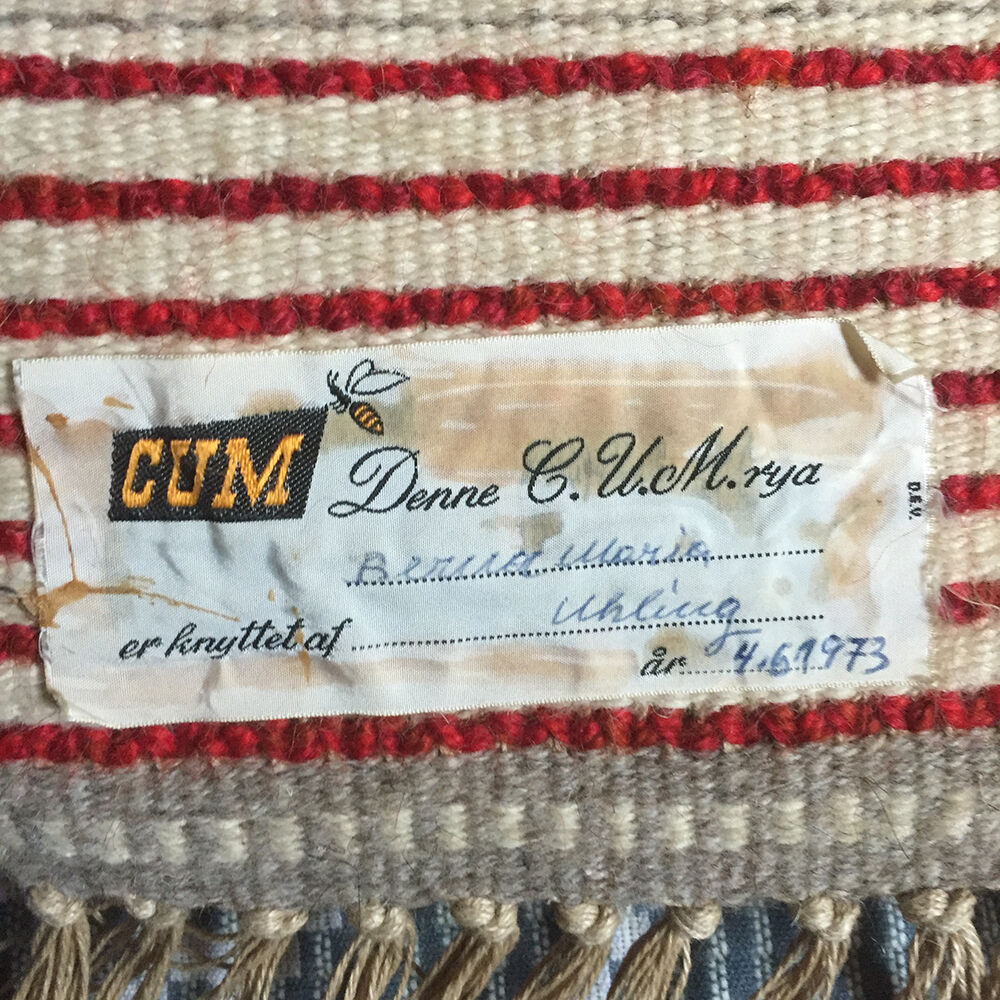 CUM
Denne C.U.M. rya
Maria
Uhling
er knyttet af
år 4.6 1973
D.E.V.